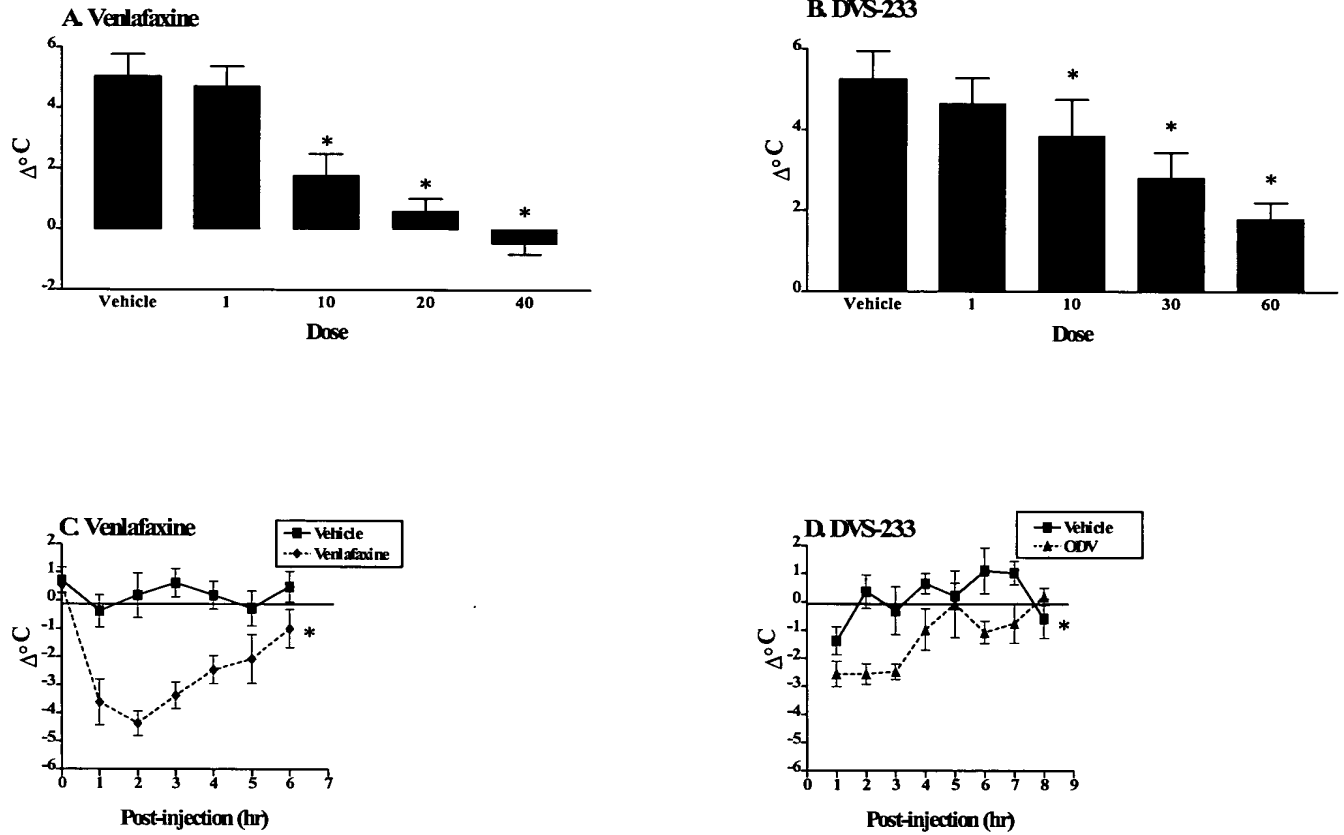 A. Venlafaxine
6
4
2
0
-2
Δ°C
* * *
Vehicle 1 10 20 40
Dose
B. DVS-233
6
4
2
0
Δ°C
* * *
Vehicle 1 10 30 60
Dose
C. Venlafaxine
Vehicle
Venlafaxine
2
1
0
-1
-2
-3
-4
-5
-6
Δ°C
*
0 1 2 3 4 5 6 7
Post-injection (hr)
D. DVS-233
Vehicle
ODV
2
1
0
-1
-2
-3
-4
-5
-6
Δ°C
*
0 1 2 3 4 5 6 7 8 9
Post-injection (hr)